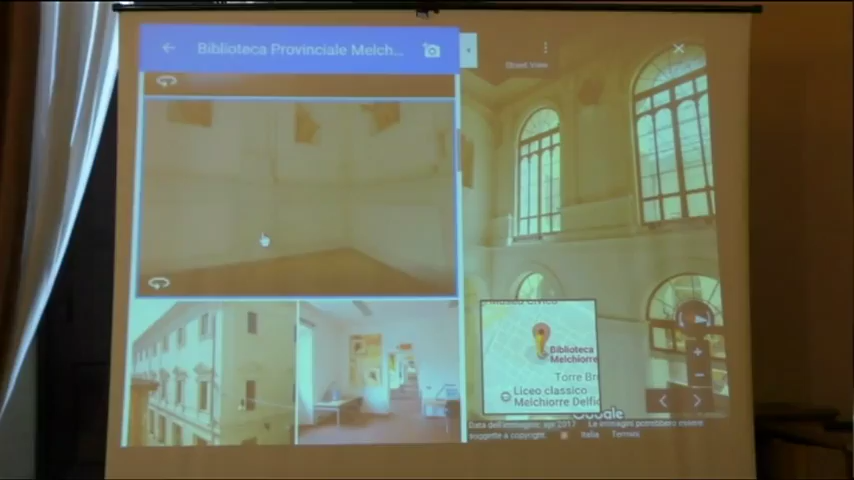 Biblioteca Provinciale Melch...
Street View
Museo Civico
Biblioteca
Melchiorre
Torre Br
Liceo classico
Melchiorre Delfic
Google
Data dell'immagine: apr 2017 Le immagini potrebbero essere
soggette a copyright. Italia Termini